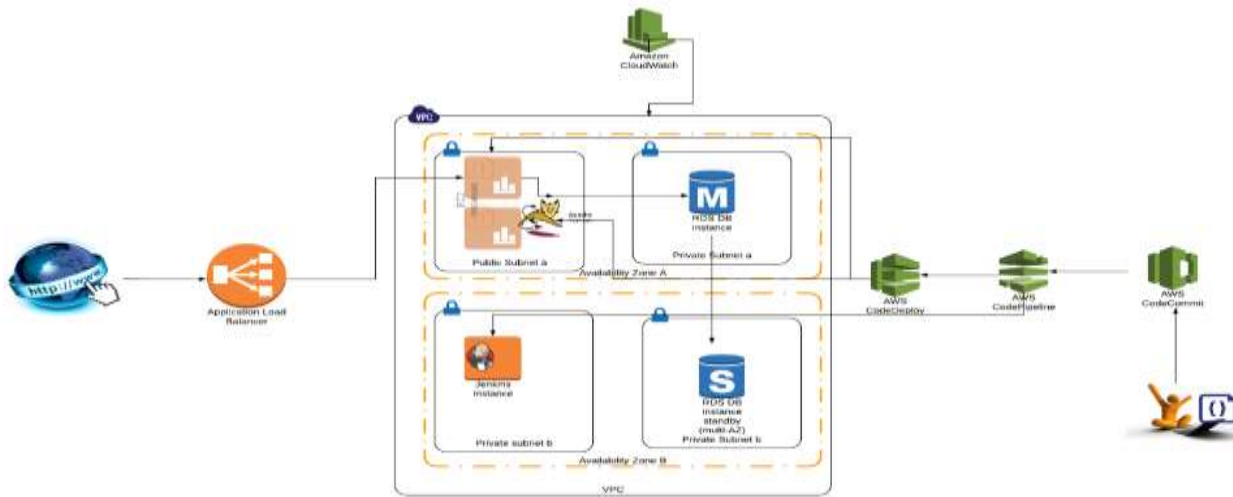 Amazon
CloudWatch
VPC
Public Subnet a
RDS DB
instance
Private Subnet a
Availability Zone A
http://www
Application Load
Balancer
AWS
CodeDeploy
AWS
CodePipeline
AWS
CodeCommit
Jenkins
instance
Private subnet b
RDS DB
instance
standby
(multi-AZ)
Private Subnet b
Availability Zone B
VPC